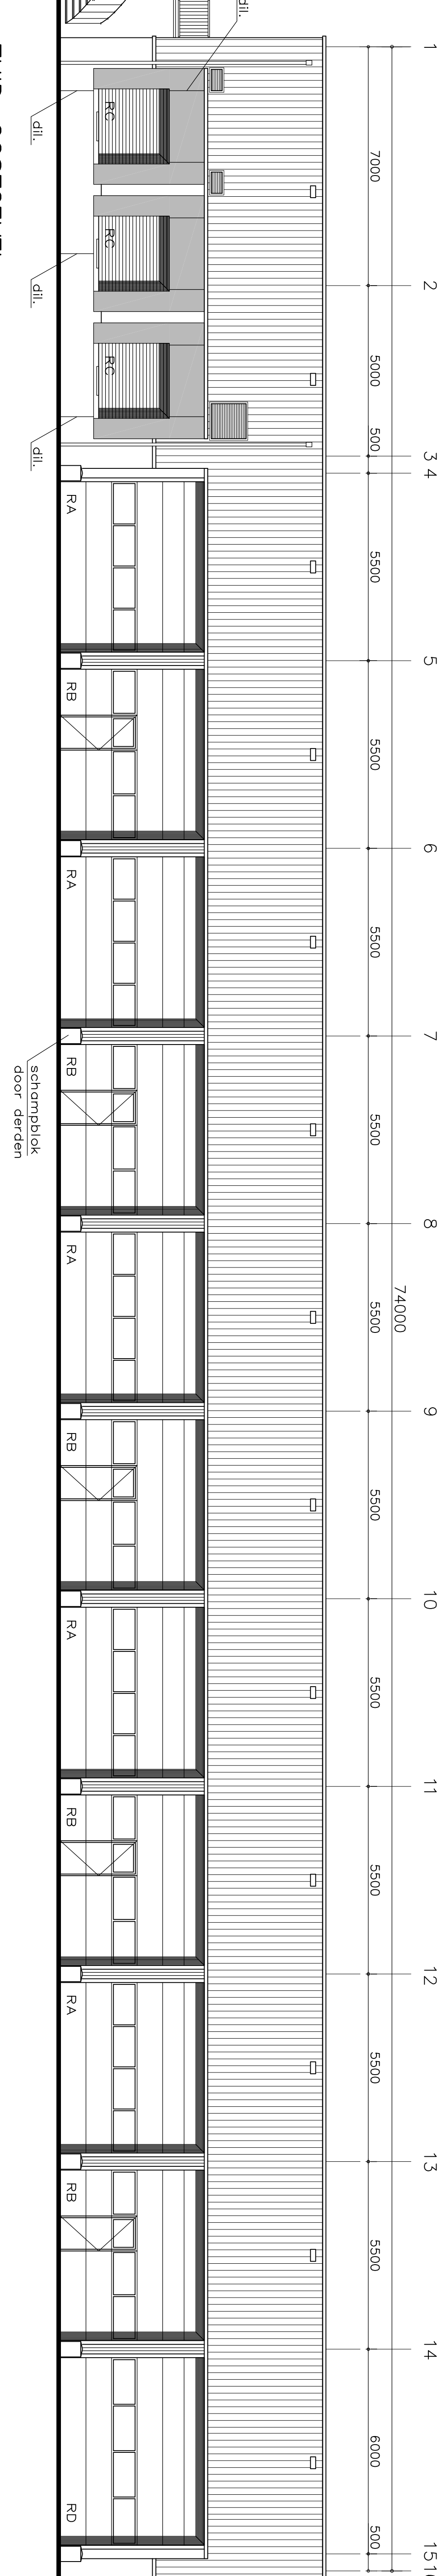 1 2 3 4 5 6 7 8 9 10 11 12 13 14 15
74000
7000 5000 500 5500 5500 5500 5500 5500 5500 5500 5500 5500 5500 6000 500
dil.
RC RC RC
RA RB RA RB RA RB RA RB RA RB RD
dil. dil. dil.
schampblok
door derden